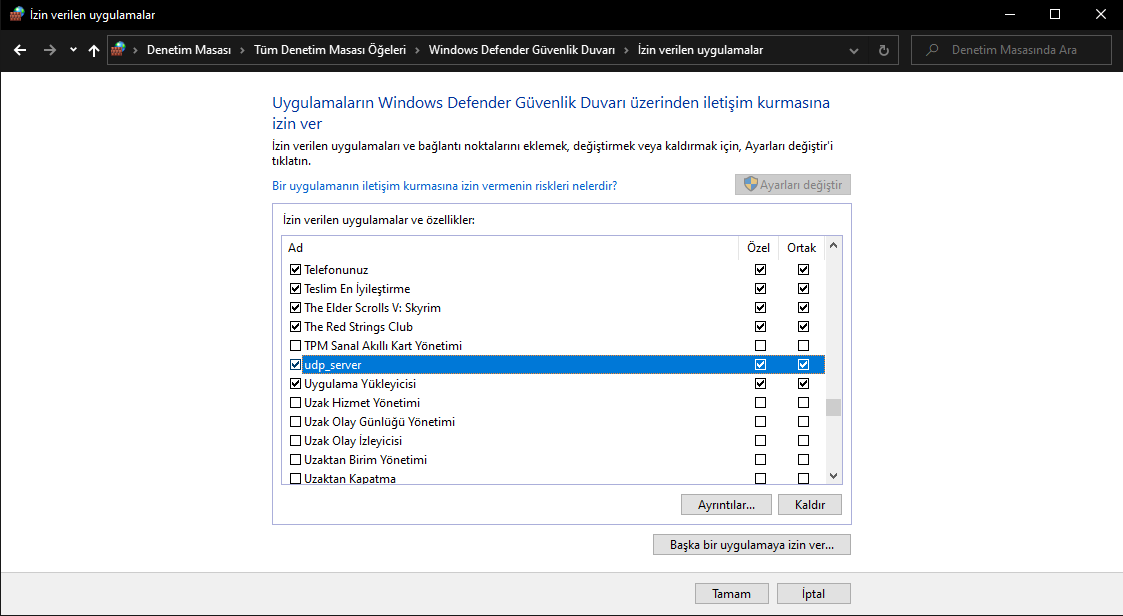 İzin verilen uygulamalar
Denetim Masası
Tüm Denetim Masası Öğeleri
Windows Defender Güvenlik Duvarı
İzin verilen uygulamalar
Denetim Masasında Ara
Uygulamaların Windows Defender Güvenlik Duvarı üzerinden iletişim kurmasına
izin ver
İzin verilen uygulamaları ve bağlantı noktalarını eklemek, değiştirmek veya kaldırmak için, Ayarları değiştir'i
tıklatın.
Bir uygulamanın iletişim kurmasına izin vermenin riskleri nelerdir?
Ayarları değiştir
İzin verilen uygulamalar ve özellikler:
Ad Özel Ortak
Telefonunuz
Teslim En İyileştirme
The Elder Scrolls V: Skyrim
The Red Strings Club
TPM Sanal Akıllı Kart Yönetimi
udp_server
Uygulama Yükleyicisi
Uzak Hizmet Yönetimi
Uzak Olay Günlüğü Yönetimi
Uzak Olay İzleyicisi
Uzaktan Birim Yönetimi
Uzaktan Kapatma
Ayrıntılar... Kaldır
Başka bir uygulamaya izin ver...
Tamam İptal